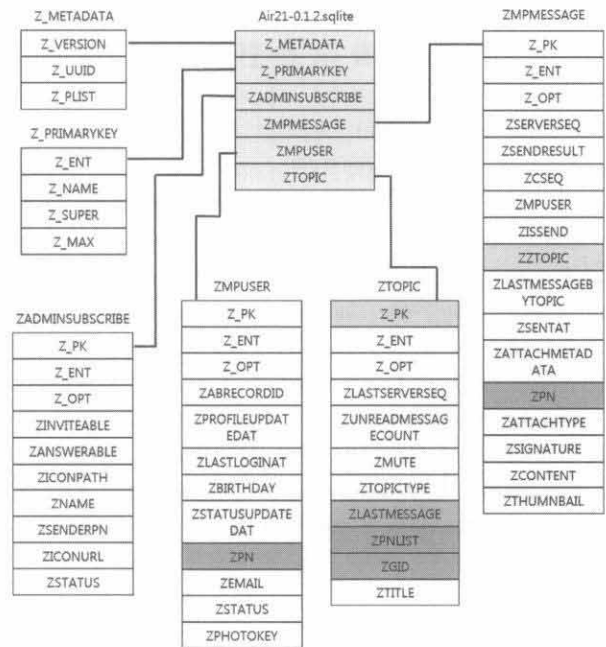 Z_METADATA
Z_VERSION
Z_UUID
Z_PLIST
Z_PRIMARYKEY
Z_ENT
Z_NAME
Z_SUPER
Z_MAX
ZADMINSUBSCRIBE
Z_PK
Z_ENT
Z_OPT
ZINVITEABLE
ZANSWERABLE
ZICONPATH
ZNAME
ZSENDERPN
ZICONURL
ZSTATUS
Air21-0.1.2.sqlite
Z_METADATA
Z_PRIMARYKEY
ZADMINSUBSCRIBE
ZMPMESSAGE
ZMPUSER
ZTOPIC
ZMPUSER
Z_PK
Z_ENT
Z_OPT
ZABRECORDID
ZPROFILEUPDAT
EDAT
ZLASTLOGINAT
ZBIRTHDAY
ZSTATUSUPDATE
DAT
ZPN
ZEMAIL
ZSTATUS
ZPHOTOKEY
ZTOPIC
Z_PK
Z_ENT
Z_OPT
ZLASTSERVERSEQ
ZUNREADMESSAG
ECOUNT
ZMUTE
ZTOPICTYPE
ZLASTMESSAGE
ZPNLIST
ZGID
ZTITLE
ZMPMESSAGE
Z_PK
Z_ENT
Z_OPT
ZSERVERSEQ
ZSENDRESULT
ZCSEQ
ZMPUSER
ZISSEND
ZZTOPIC
ZLASTMESSAGEB
YTOPIC
ZSENTAT
ZATTACHMETAD
ATA
ZPN
ZATTACHTYPE
ZSIGNATURE
ZCONTENT
ZTHUMNBAIL